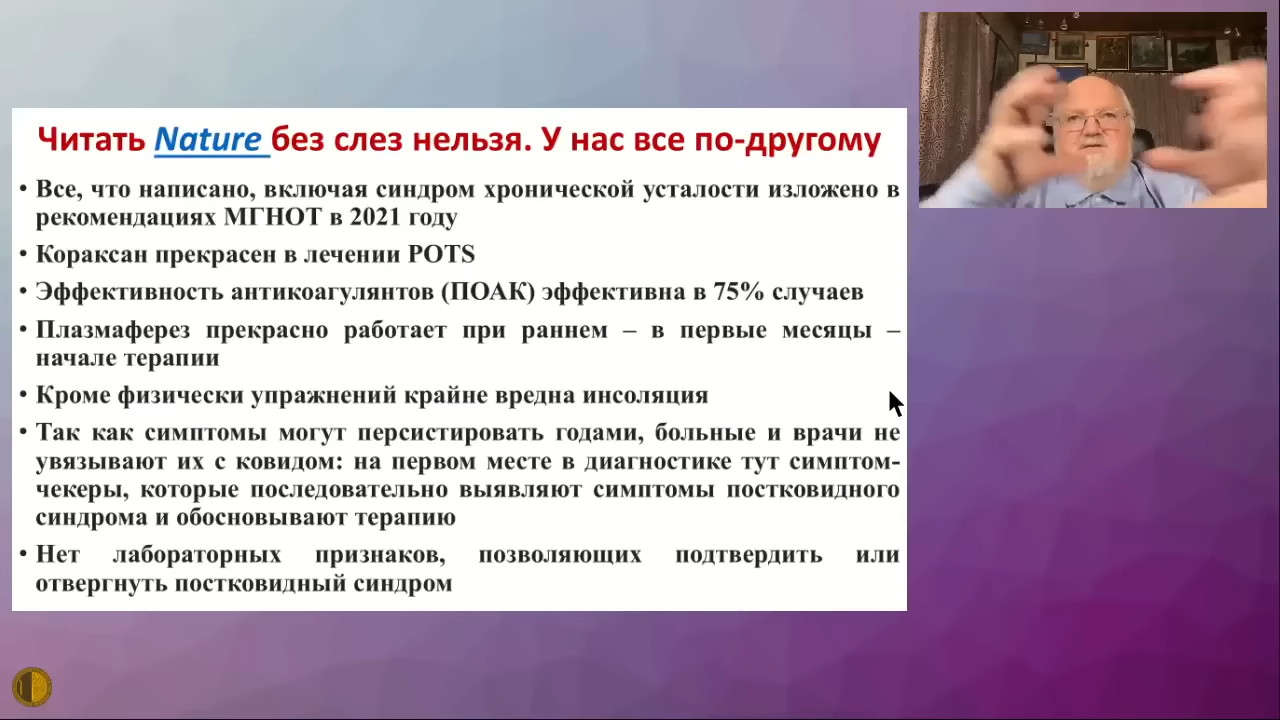 Читать Nature без слез нельзя. У нас все по-другому
• Все, что написано, включая синдром хронической усталости изложено в
рекомендациях МГНОТ в 2021 году
• Кораксан прекрасен в лечении POTS
• Эффективность антикоагулянтов (ПОАК) эффективна в 75% случаев
• Плазмаферез прекрасно работает при раннем – в первые месяцы –
начале терапии
• Кроме физически упражнений крайне вредна инсоляция
• Так как симптомы могут персистировать годами, больные и врачи не
увязывают их с ковидом: на первом месте в диагностике тут симптом-
чекеры, которые последовательно выявляют симптомы постковидного
синдрома и обосновывают терапию
• Нет лабораторных признаков, позволяющих подтвердить или
отвергнуть постковидный синдром